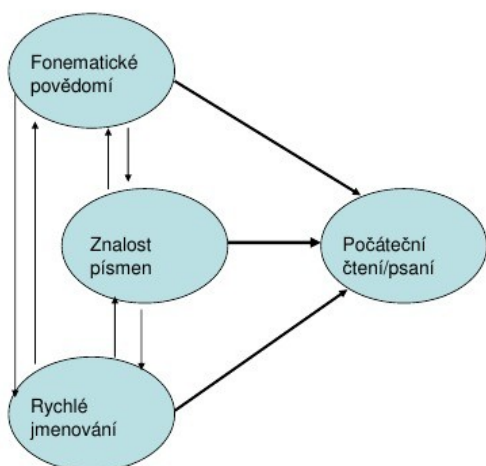 Fonematické
povědomí
Znalost
písmen
Počáteční
čtení/psaní
Rychlé
jmenování